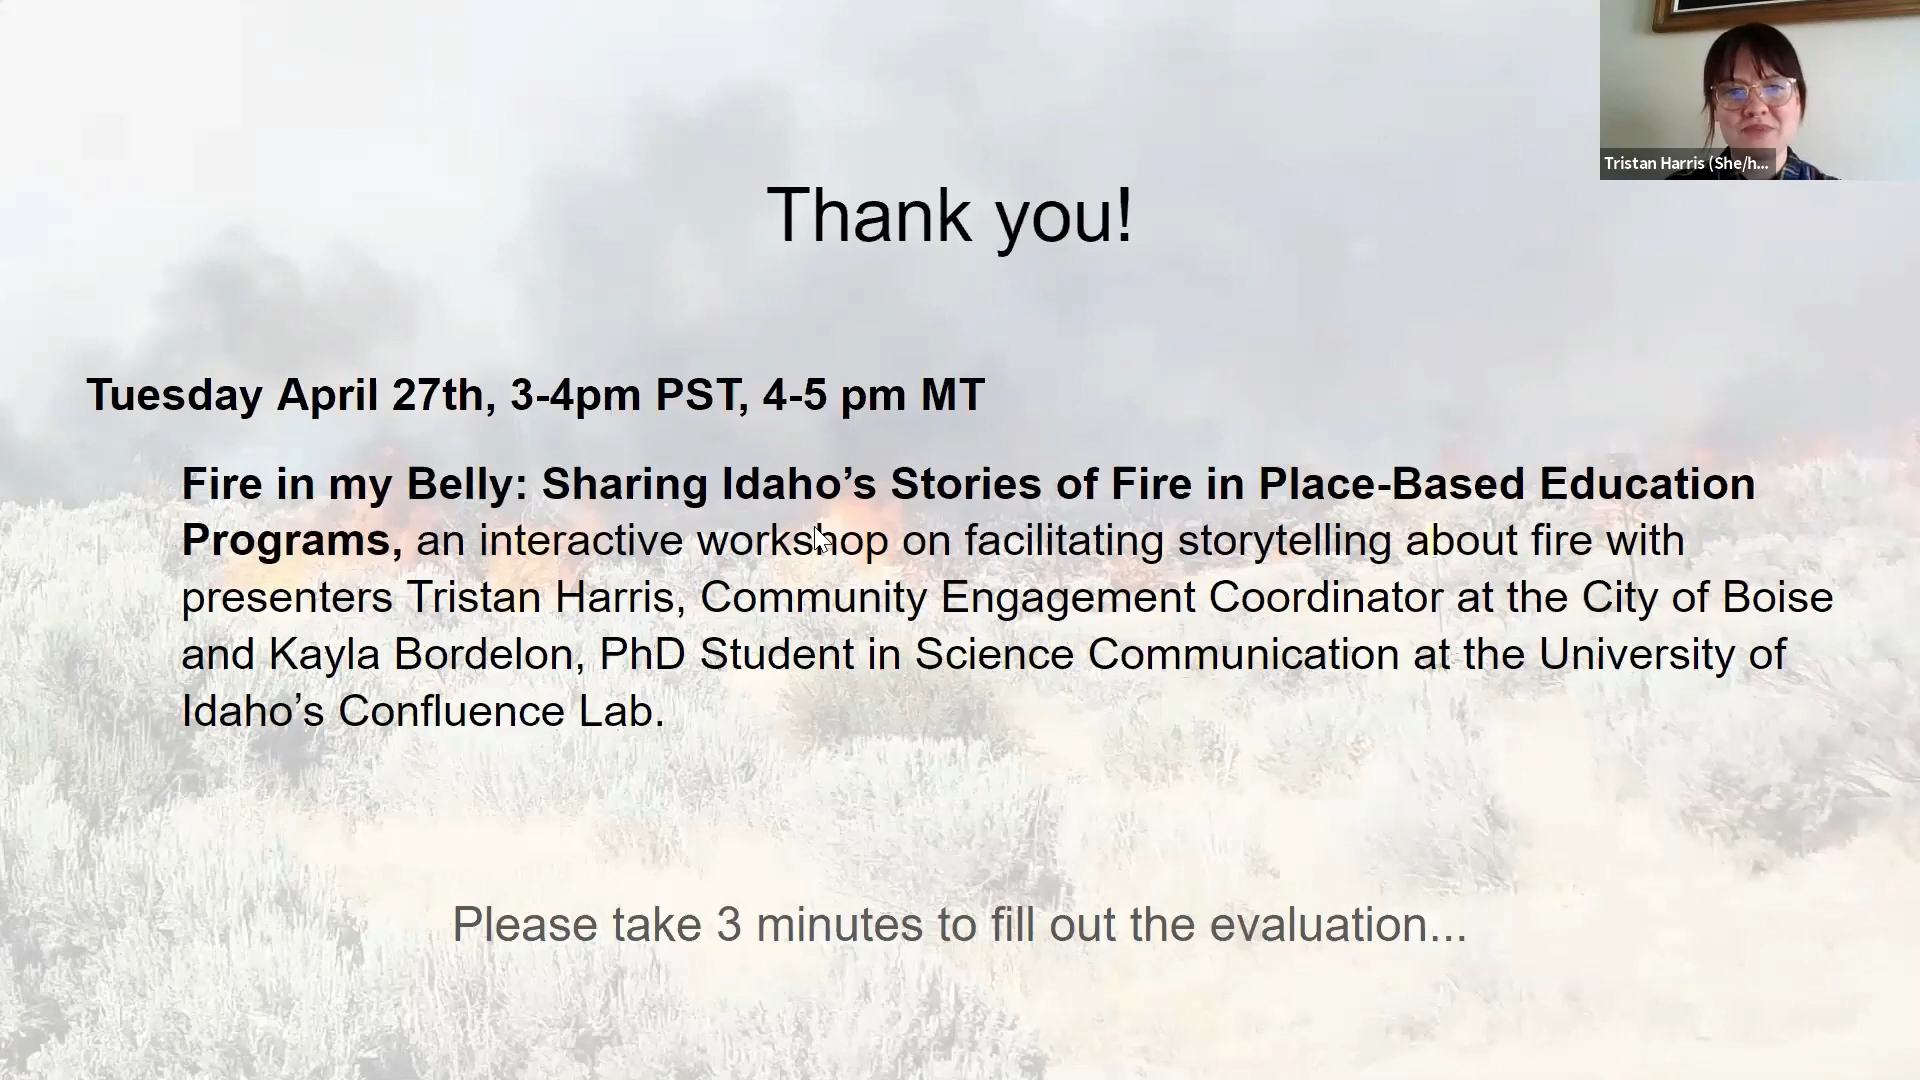 Tristan Harris (She/h...
Thank you!
Tuesday April 27th, 3-4pm PST, 4-5 pm MT
Fire in my Belly: Sharing Idaho’s Stories of Fire in Place-Based Education
Programs, an interactive workshop on facilitating storytelling about fire with
presenters Tristan Harris, Community Engagement Coordinator at the City of Boise
and Kayla Bordelon, PhD Student in Science Communication at the University of
Idaho’s Confluence Lab.
Please take 3 minutes to fill out the evaluation...